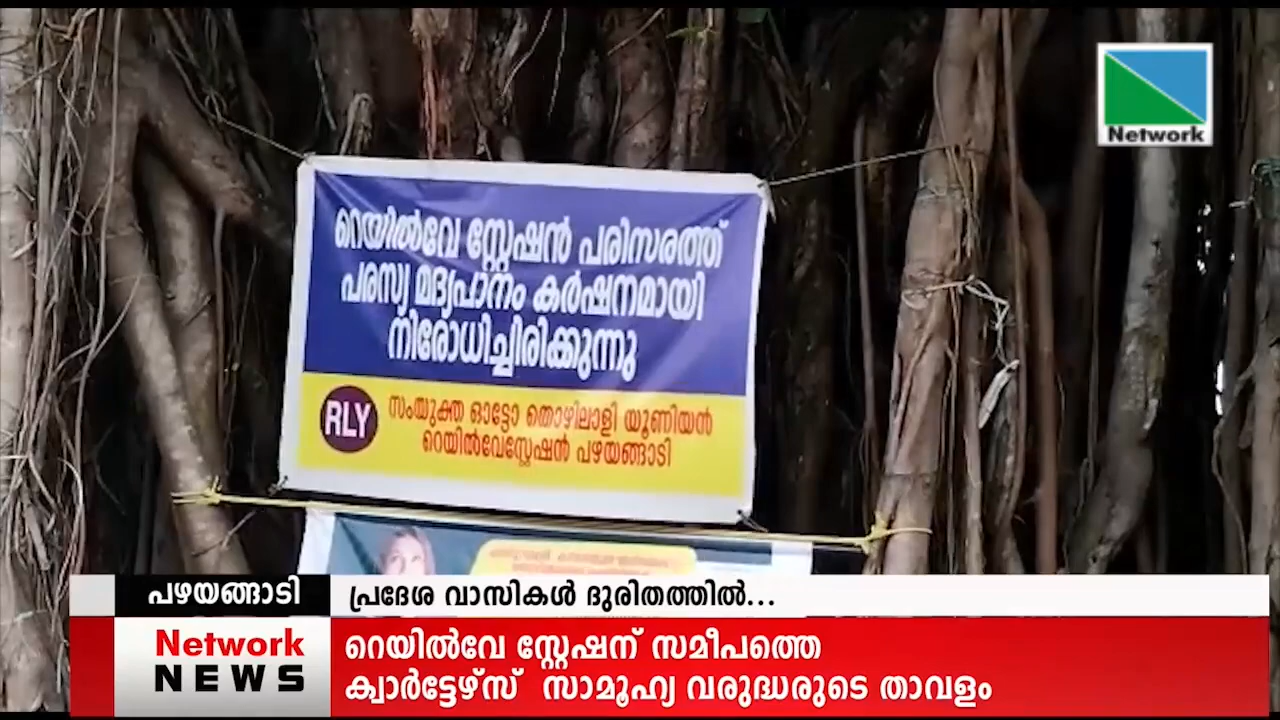 Network
റെയിൽവേ സ്റ്റേഷൻ പരിസരത്ത്
പരസ്യ മദ്യപാനം കർഷനമായി
നിരോധിച്ചിരിക്കുന്നു
RLY
സംയുക്ത ഓട്ടോ തൊഴിലാളി യൂണിയൻ
റെയിൽവേസ്റ്റേഷൻ പഴയങ്ങാടി
പഴയങ്ങാടി
പ്രദേശ വാസികൾ ദുരിതത്തിൽ...
Network
NEWS
റെയിൽവേ സ്റ്റേഷന് സമീപത്തെ
ക്വാർട്ടേഴ്സ് സാമൂഹ്യ വരുദ്ധരുടെ താവളം